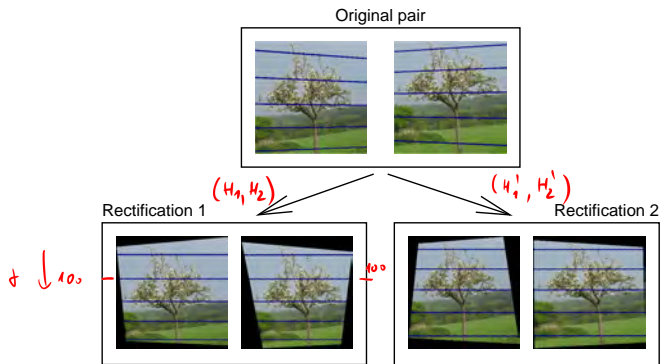 Original pair
(H₁, H₂)
(H₁', H₂')
Rectification 1
Rectification 2
↓ 100
100